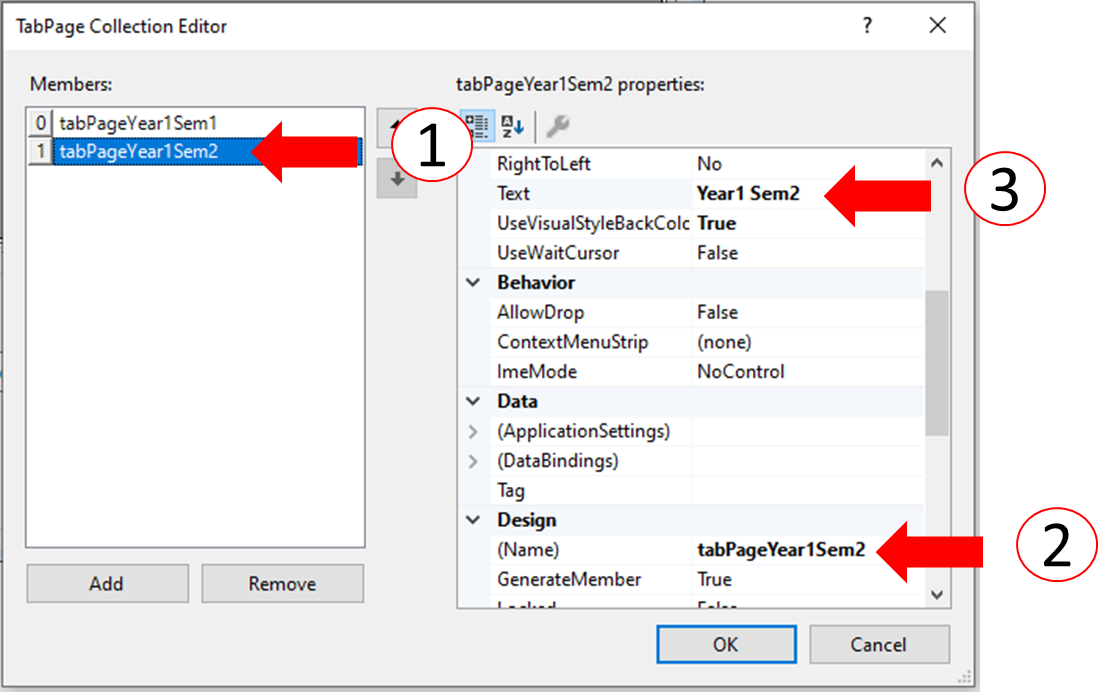 TabPage Collection Editor
?
Members:
tabPageYear1Sem2 properties:
0 tabPageYear1Sem1
1 tabPageYear1Sem2
1
RightToLeft No
Text Year1 Sem2
3
UseVisualStyleBackColc True
UseWaitCursor False
Behavior
AllowDrop False
ContextMenuStrip (none)
ImeMode NoControl
Data
(ApplicationSettings)
(DataBindings)
Tag
Design
(Name) tabPageYear1Sem2
2
GenerateMember True
Locked False
Add Remove
OK Cancel